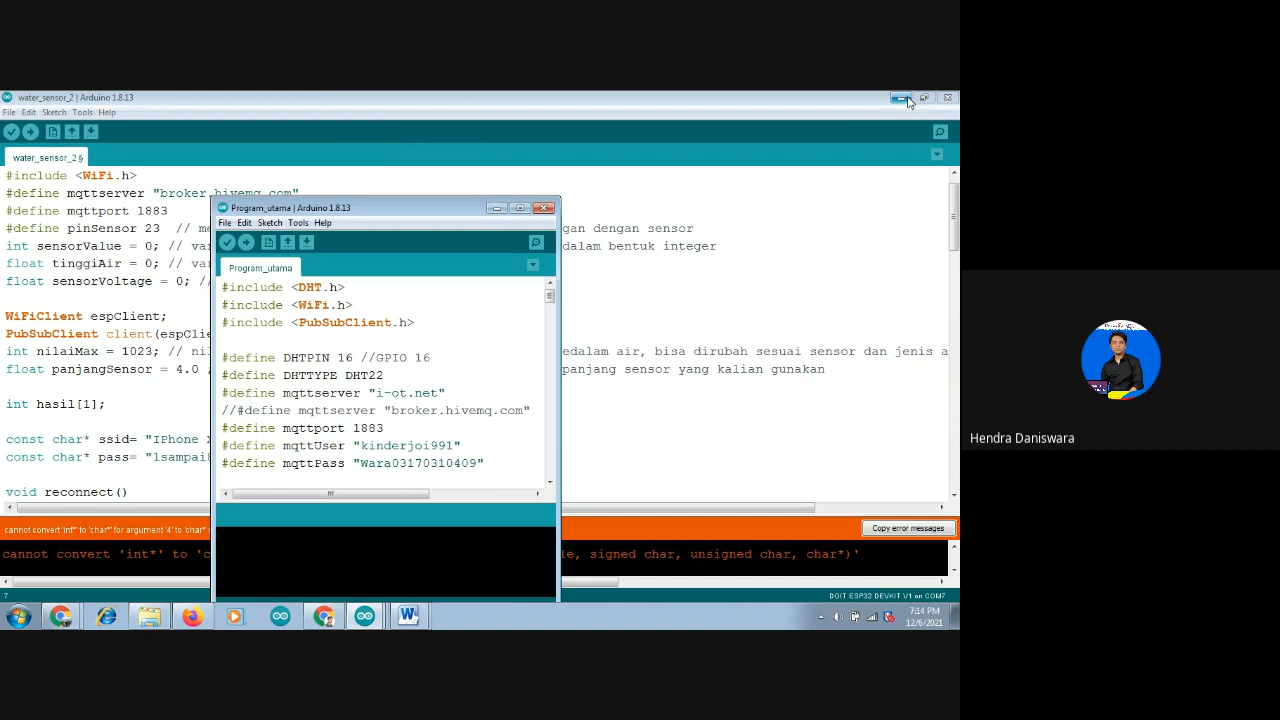 water_sensor_2 | Arduino 1.8.13
File Edit Sketch Tools Help
water_sensor_2 §
#include <WiFi.h>
#define mqttserver "broker.hivemq.com"
#define mqttport 1883
#define pinSensor 23 // me
gan dengan sensor
int sensorValue = 0; // var
dalam bentuk integer
float tinggiAir = 0; // var
float sensorVoltage = 0; //
WiFiClient espClient;
PubSubClient client(espClie
int nilaiMax = 1023; // nil
edalam air, bisa dirubah sesuai sensor dan jenis a
float panjangSensor = 4.0 ;
panjang sensor yang kalian gunakan
int hasil[1];
const char* ssid= "IPhone X
const char* pass= "1sampai8
void reconnect()
Program_utama | Arduino 1.8.13
File Edit Sketch Tools Help
Program_utama
#include <DHT.h>
#include <WiFi.h>
#include <PubSubClient.h>
#define DHTPIN 16 //GPIO 16
#define DHTTYPE DHT22
#define mqttserver "i-ot.net"
//#define mqttserver "broker.hivemq.com"
#define mqttport 1883
#define mqttUser "kinderjoi991"
#define mqttPass "Wara03170310409"
cannot convert 'int*' to 'char*' for argument '4' to 'char*
Copy error messages
cannot convert 'int*' to 'c
le, signed char, unsigned char, char*)'
7
DOIT ESP32 DEVKIT V1 on COM7
7:14 PM
12/6/2021
Hendra Daniswara